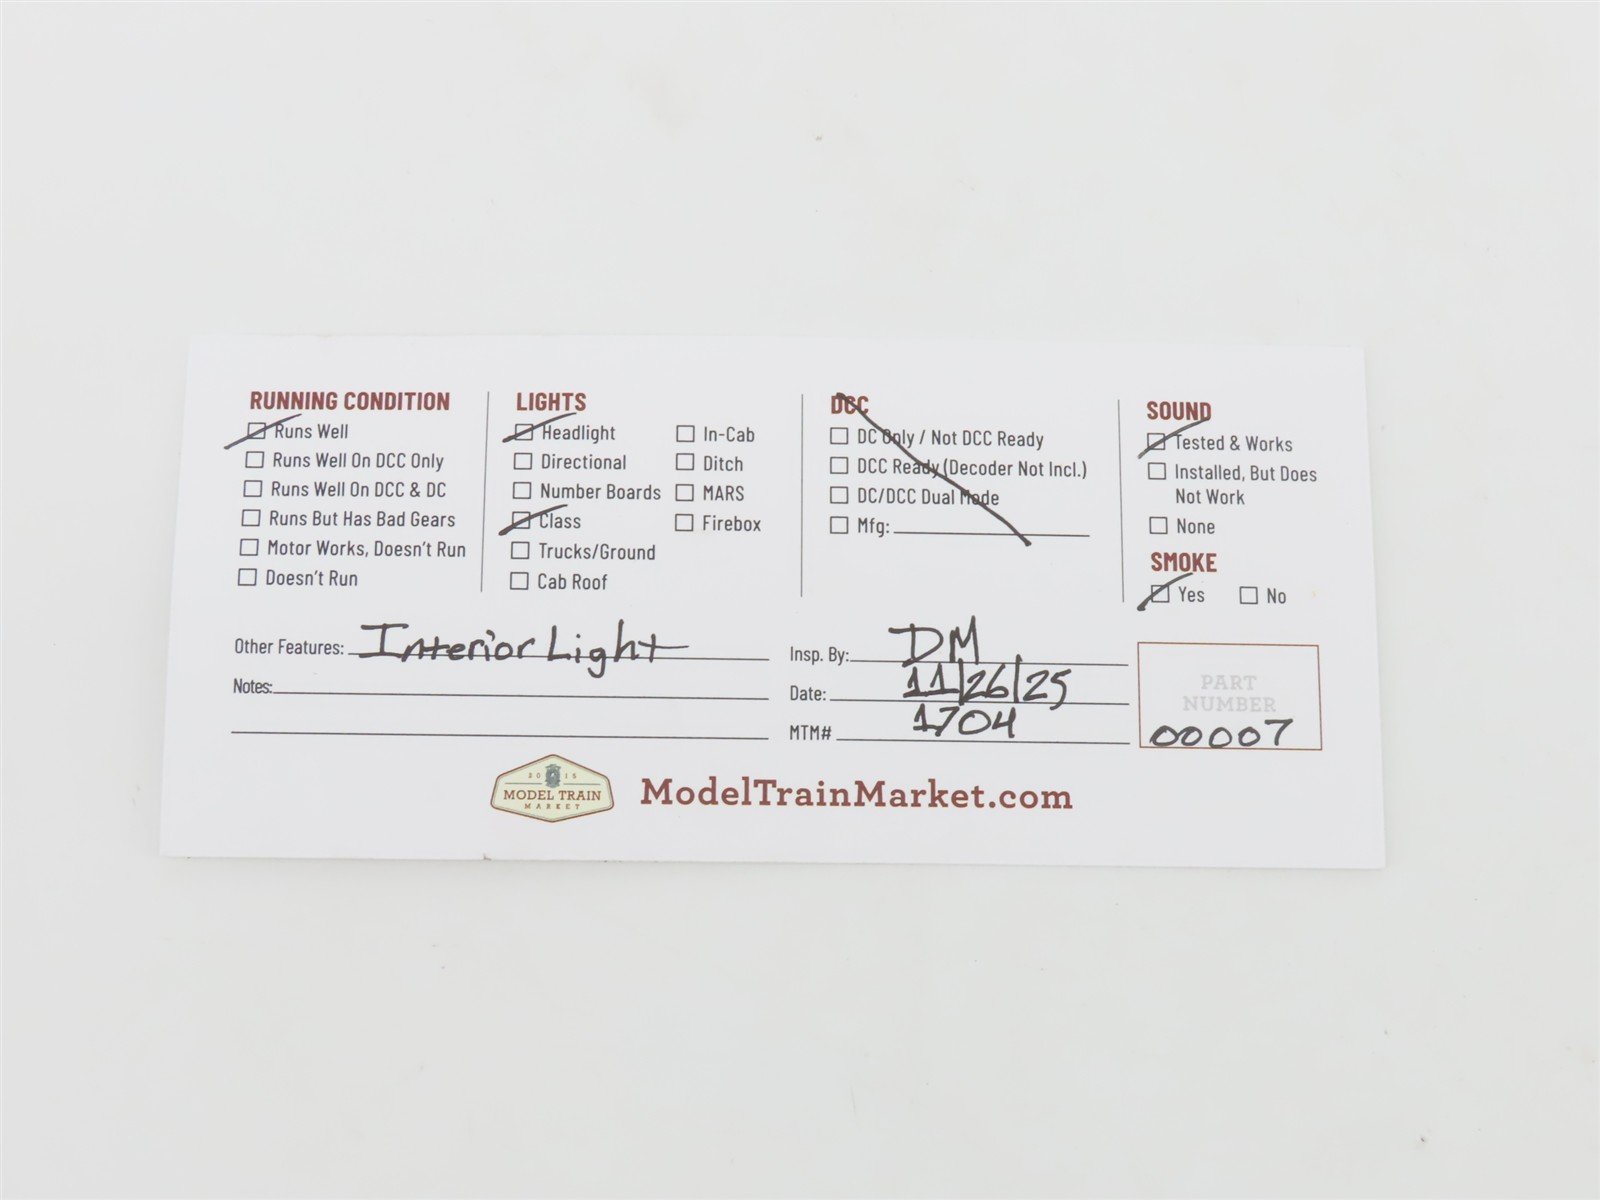 RUNNING CONDITION
Runs Well
Runs Well On DCC Only
Runs Well On DCC & DC
Runs But Has Bad Gears
Motor Works, Doesn't Run
Doesn't Run
LIGHTS
Headlight
Directional
Number Boards
Class
Trucks/Ground
Cab Roof
In-Cab
Ditch
MARS
Firebox
DCC
DC Only / Not DCC Ready
DCC Ready (Decoder Not Incl.)
DC/DCC Dual Mode
Mfg:
SOUND
Tested & Works
Installed, But Does
Not Work
None
SMOKE
Yes No
Other Features: Interior Light
Notes:
Insp. By: DM
Date: 11/26/25
MTM# 1704
PART
NUMBER
00007
2015
MODEL TRAIN
MARKET
ModelTrainMarket.com